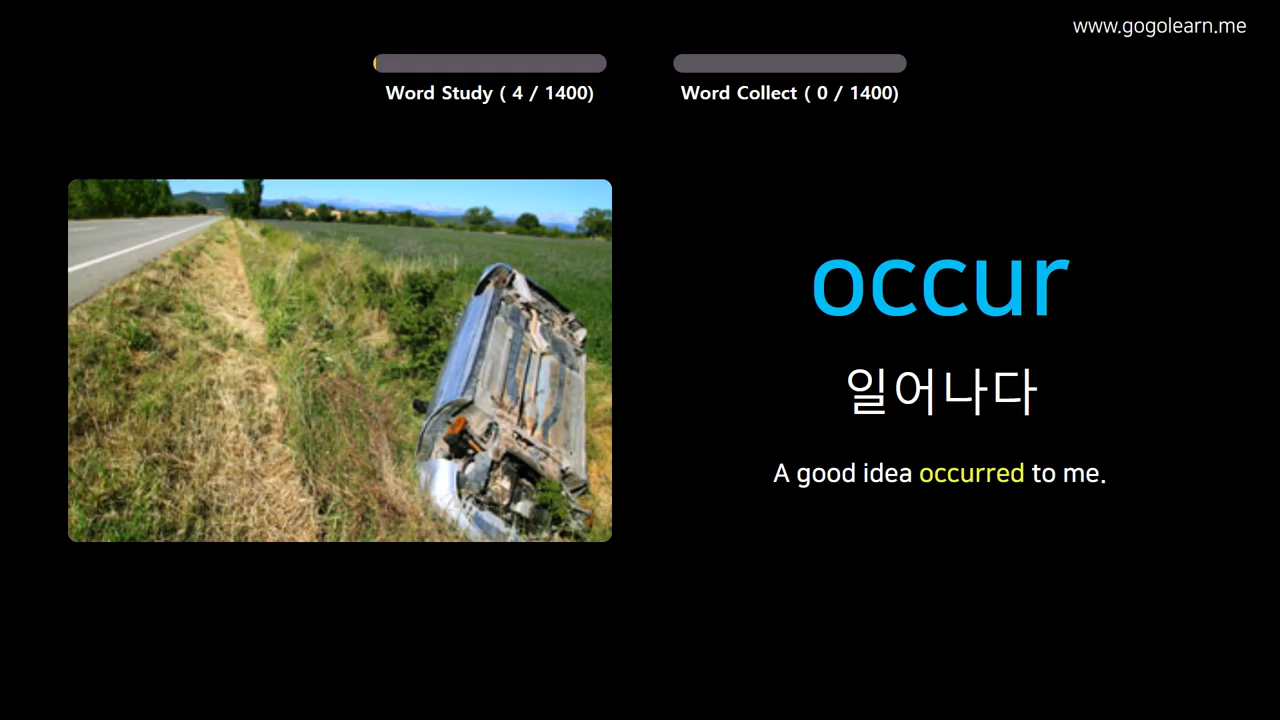 www.gogolearn.me
Word Study ( 4 / 1400)
Word Collect ( 0 / 1400)
occur
일어나다
A good idea occurred to me.